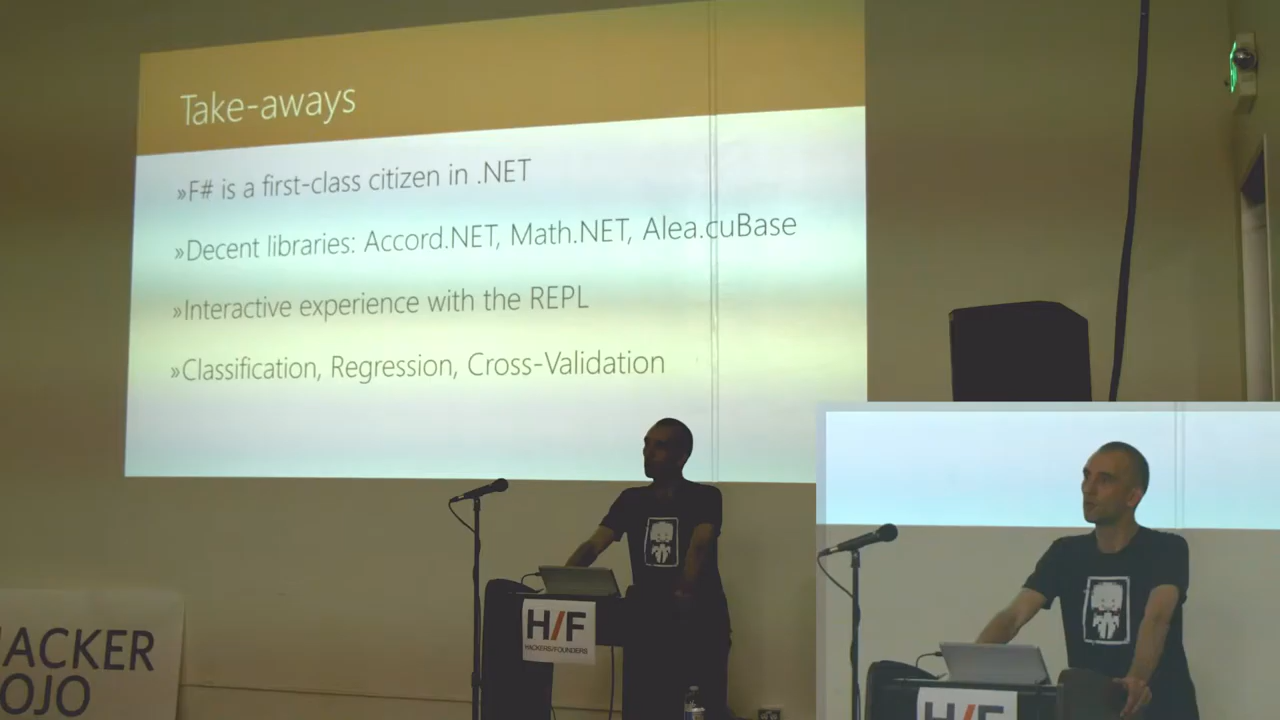 Take-aways
»F# is a first-class citizen in .NET
»Decent libraries: Accord.NET, Math.NET, Alea.cuBase
»Interactive experience with the REPL
»Classification, Regression, Cross-Validation
H/F
HACKERS/FOUNDERS
HACKER
OJO
H/F